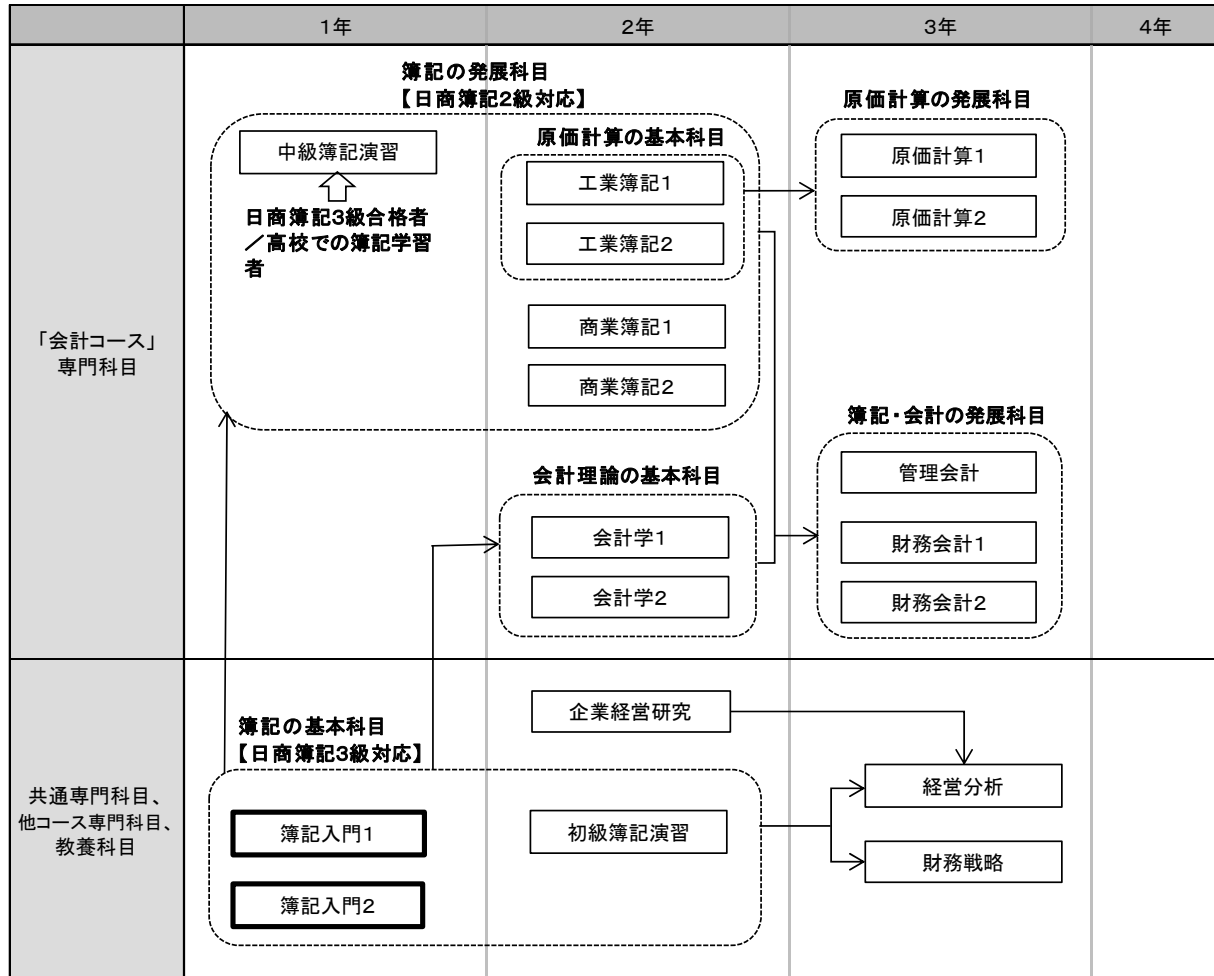 1年
2年
3年
4年
「会計コース」
専門科目
簿記の発展科目
【日商簿記2級対応】
中級簿記演習
日商簿記3級合格者
／高校での簿記学習
者
原価計算の基本科目
工業簿記1
工業簿記2
商業簿記1
商業簿記2
原価計算の発展科目
原価計算1
原価計算2
会計理論の基本科目
会計学1
会計学2
簿記・会計の発展科目
管理会計
財務会計1
財務会計2
共通専門科目、
他コース専門科目、
教養科目
簿記の基本科目
【日商簿記3級対応】
簿記入門1
簿記入門2
企業経営研究
初級簿記演習
経営分析
財務戦略